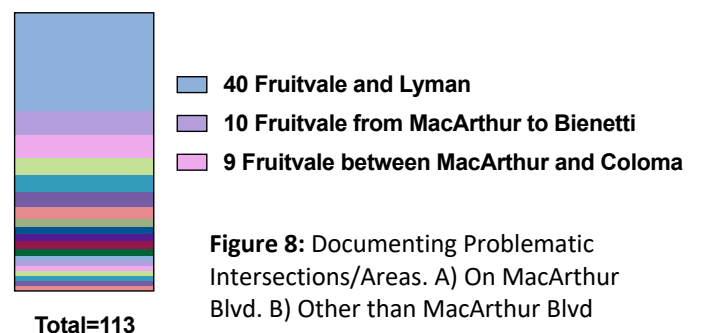 40 Fruitvale and Lyman
10 Fruitvale from MacArthur to Bienetti
9 Fruitvale between MacArthur and Coloma
Figure 8: Documenting Problematic
Intersections/Areas. A) On MacArthur
Blvd. B) Other than MacArthur Blvd
Total=113